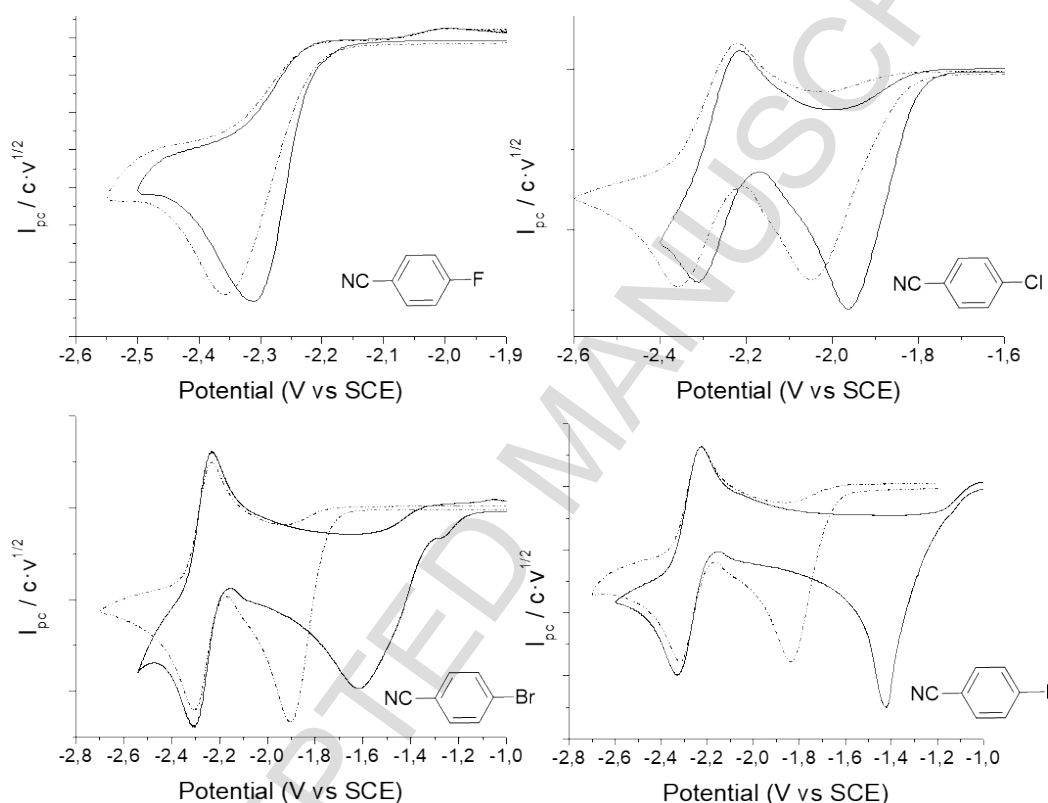 I_pc / c·v^1/2
NC
F
-2,6 -2,5 -2,4 -2,3 -2,2 -2,1 -2,0 -1,9
Potential (V vs SCE)
I_pc / c·v^1/2
NC
Cl
-2,6 -2,4 -2,2 -2,0 -1,8 -1,6
Potential (V vs SCE)
I_pc / c·v^1/2
NC
Br
-2,8 -2,6 -2,4 -2,2 -2,0 -1,8 -1,6 -1,4 -1,2 -1,0
Potential (V vs SCE)
I_pc / c·v^1/2
NC
I
-2,8 -2,6 -2,4 -2,2 -2,0 -1,8 -1,6 -1,4 -1,2 -1,0
Potential (V vs SCE)
PTED MANUSC